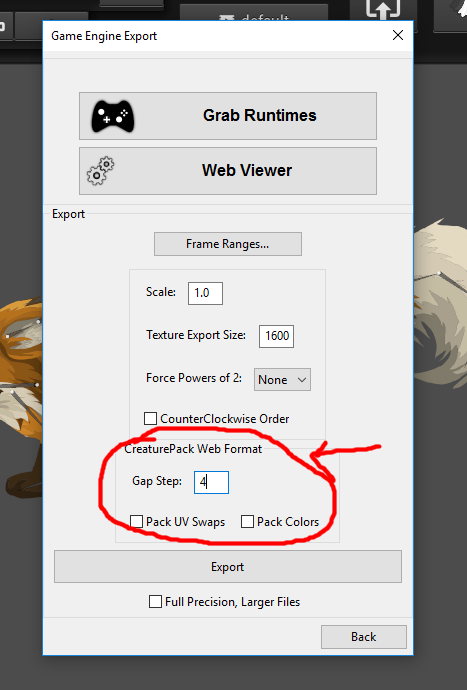 default
Game Engine Export
Grab Runtimes
Web Viewer
Export
Frame Ranges...
Scale: 1.0
Texture Export Size: 1600
Force Powers of 2: None
CounterClockwise Order
CreaturePack Web Format
Gap Step: 4
Pack UV Swaps Pack Colors
Export
Full Precision, Larger Files
Back